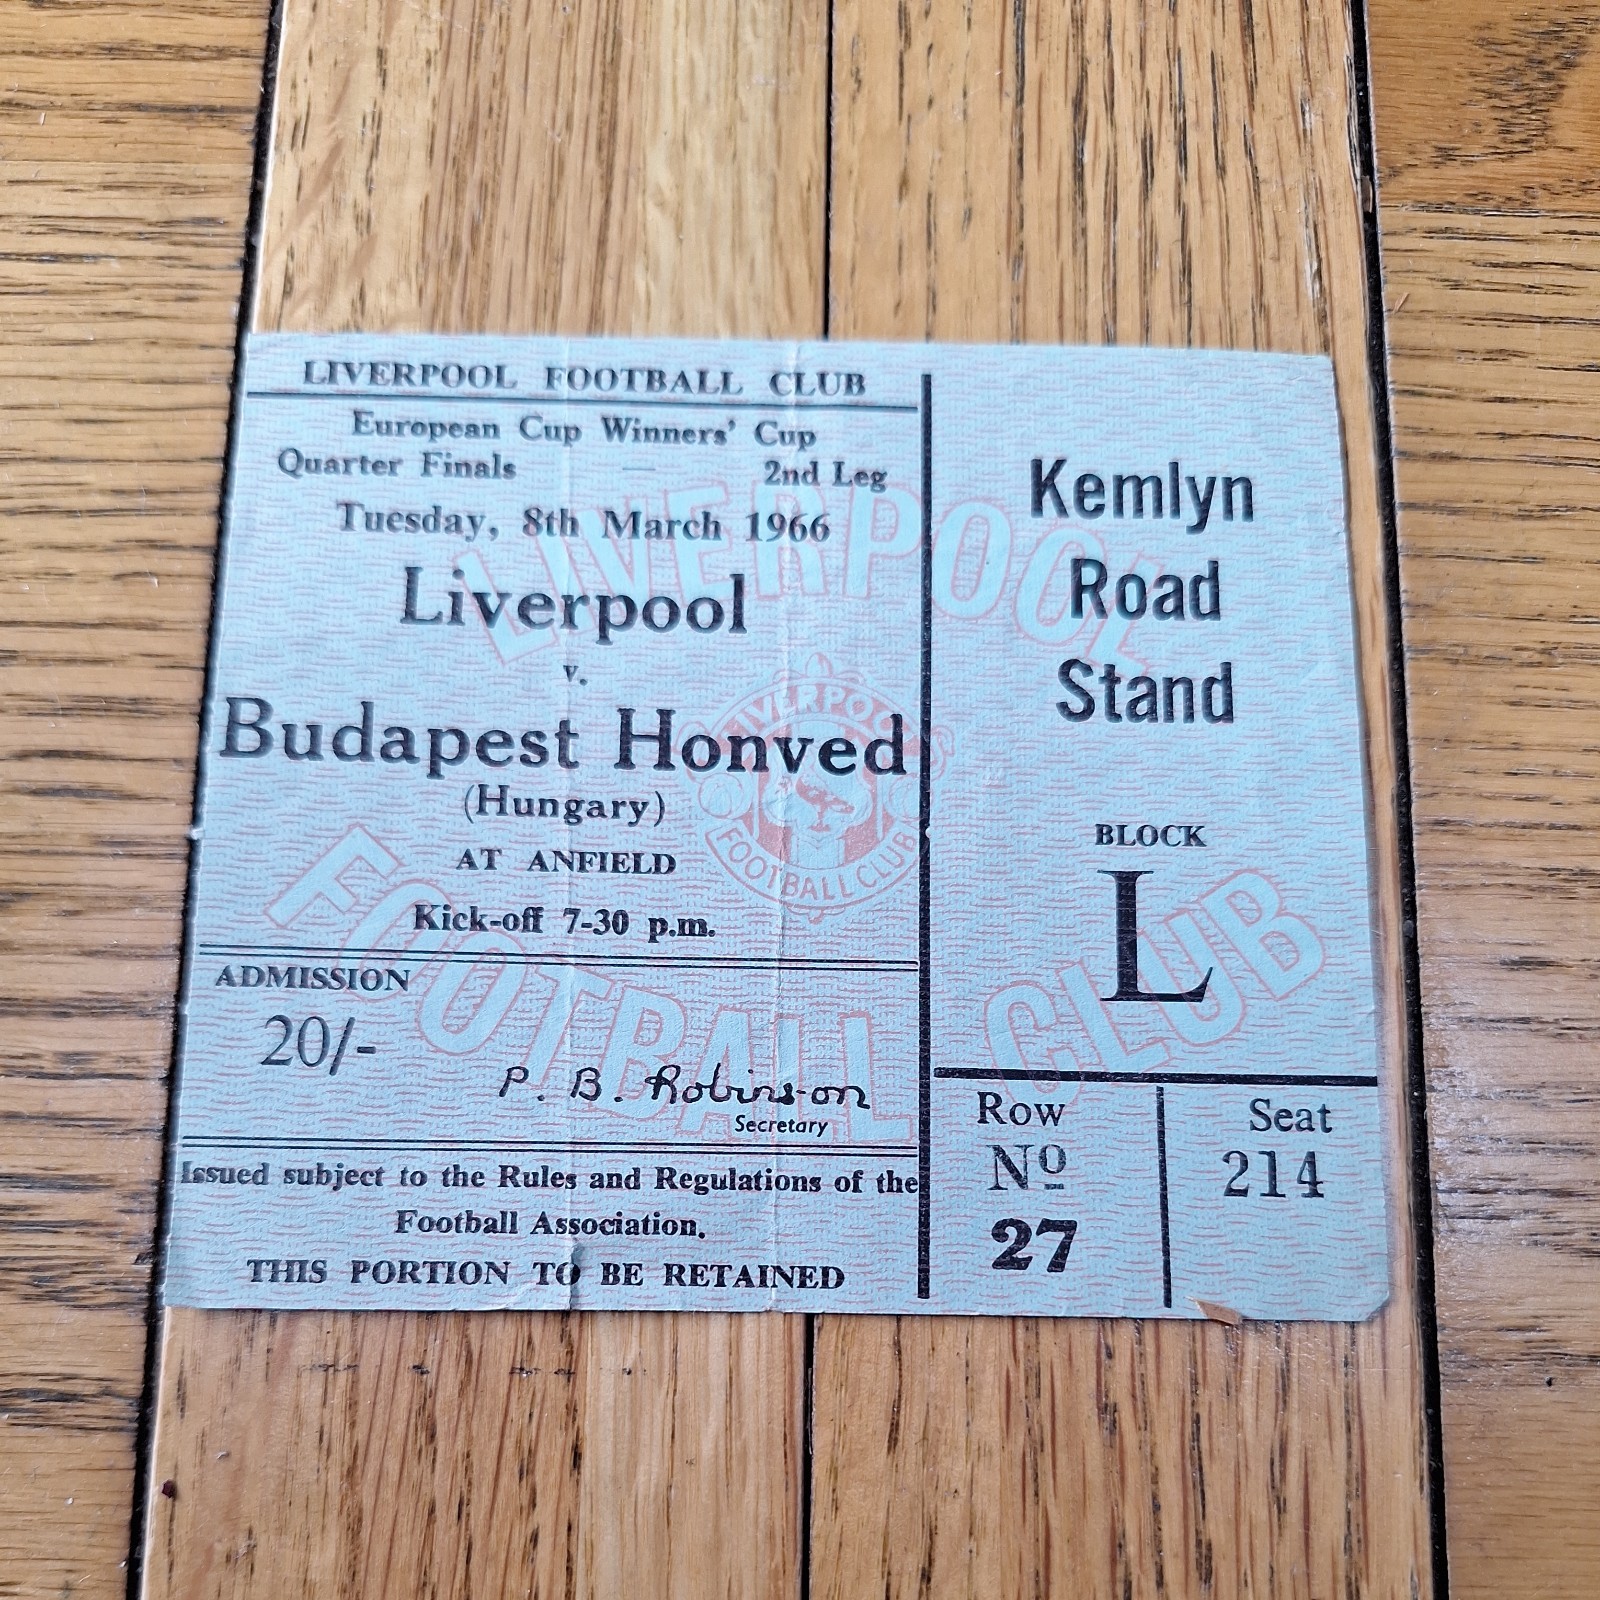 LIVERPOOL FOOTBALL CLUB
European Cup Winners' Cup
Quarter Finals — 2nd Leg
Tuesday, 8th March 1966
Liverpool
v.
Budapest Honved
(Hungary)
AT ANFIELD
Kick-off 7-30 p.m.
ADMISSION
20/-
P. B. Robinson
Secretary
Issued subject to the Rules and Regulations of the
Football Association.
THIS PORTION TO BE RETAINED
Kemlyn
Road
Stand
BLOCK
L
Row
Nº
27
Seat
214
LIVERPOOL
LIVERPOOL
FOOTBALL CLUB
FOOTBALL CLUB